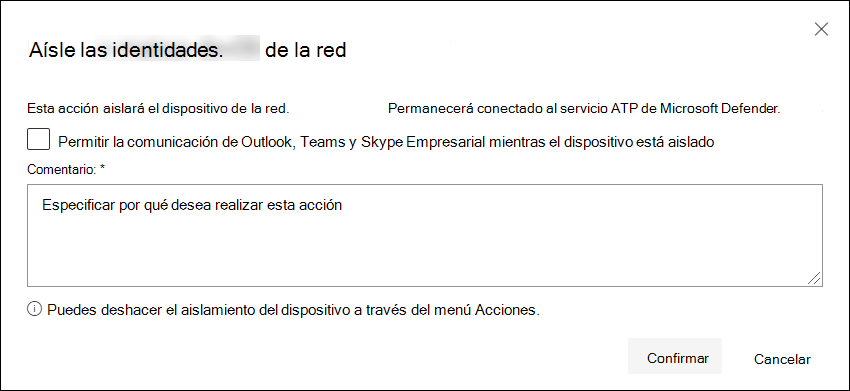 Aísle las identidades. de la red
Esta acción aislará el dispositivo de la red. Permanecerá conectado al servicio ATP de Microsoft Defender.
Permitir la comunicación de Outlook, Teams y Skype Empresarial mientras el dispositivo está aislado
Comentario: *
Especificar por qué desea realizar esta acción
Puedes deshacer el aislamiento del dispositivo a través del menú Acciones.
Confirmar Cancelar